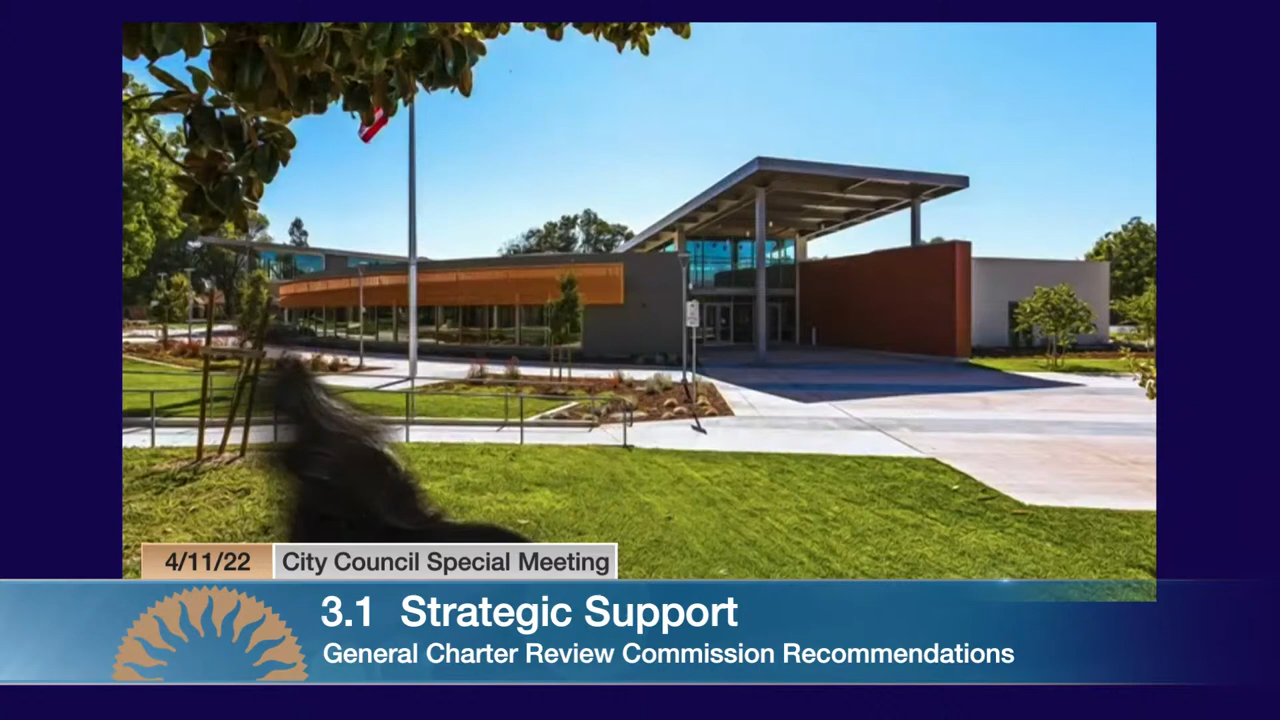 4/11/22 City Council Special Meeting
3.1 Strategic Support
General Charter Review Commission Recommendations